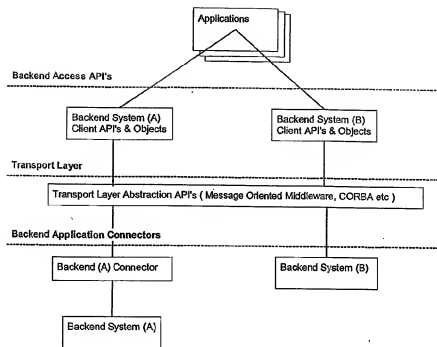 Applications
Backend Access API's
Backend System (A)
Client API's & Objects
Backend System (B)
Client API's & Objects
Transport Layer
Transport Layer Abstraction API's ( Message Oriented Middleware, CORBA etc )
Backend Application Connectors
Backend (A) Connector
Backend System (B)
Backend System (A)